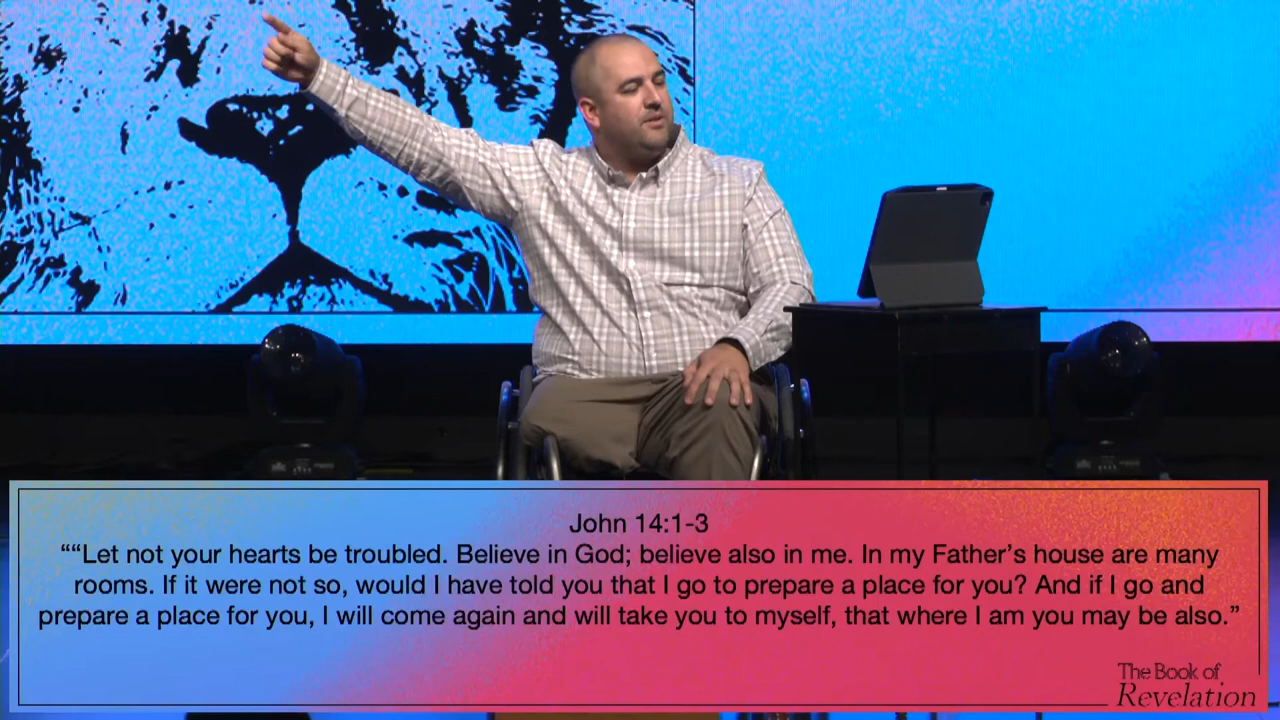 John 14:1-3
““Let not your hearts be troubled. Believe in God; believe also in me. In my Father’s house are many
rooms. If it were not so, would I have told you that I go to prepare a place for you? And if I go and
prepare a place for you, I will come again and will take you to myself, that where I am you may be also.”
The Book of
Revelation